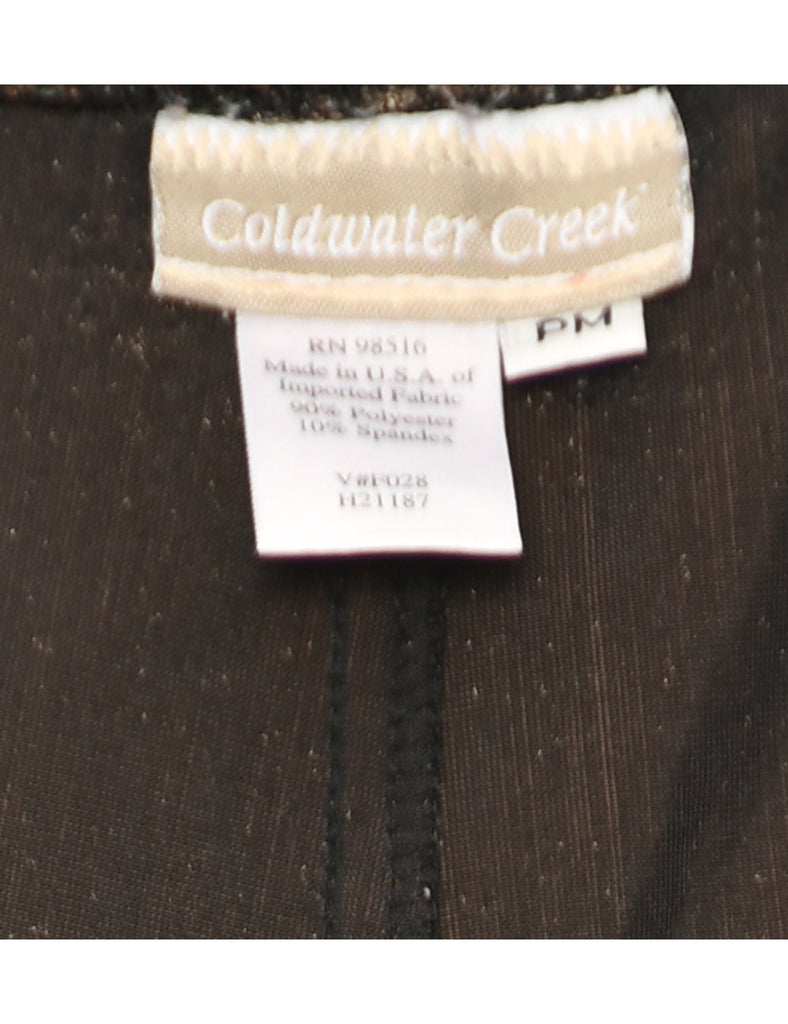 Coldwater Creek
PM
RN 98516
Made in U.S.A. of
Imported Fabric
90% Polyester
10% Spandex
V#F028
H21187